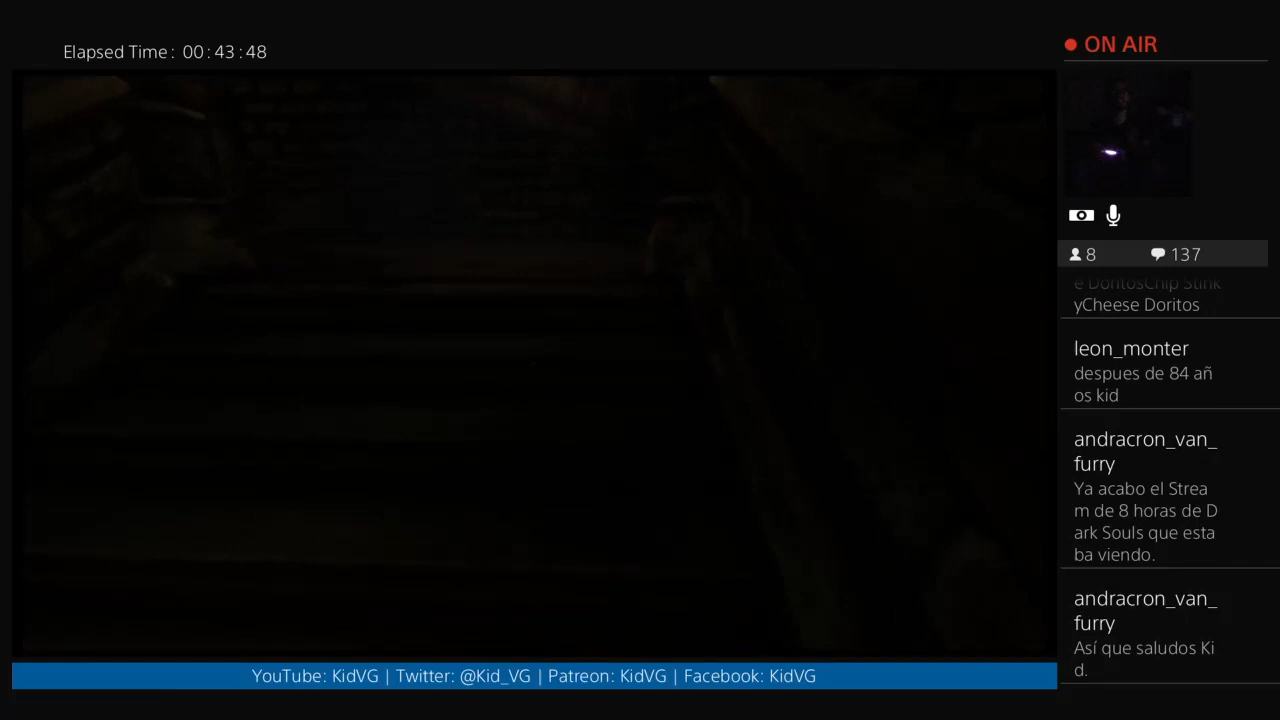 Elapsed Time: 00:43:48
ON AIR
8 137
e DoritosChip Stink
yCheese Doritos
leon_monter
despues de 84 añ
os kid
andracron_van_
furry
Ya acabo el Strea
m de 8 horas de D
ark Souls que esta
ba viendo.
andracron_van_
furry
Así que saludos Ki
d.
YouTube: KidVG | Twitter: @Kid_VG | Patreon: KidVG | Facebook: KidVG